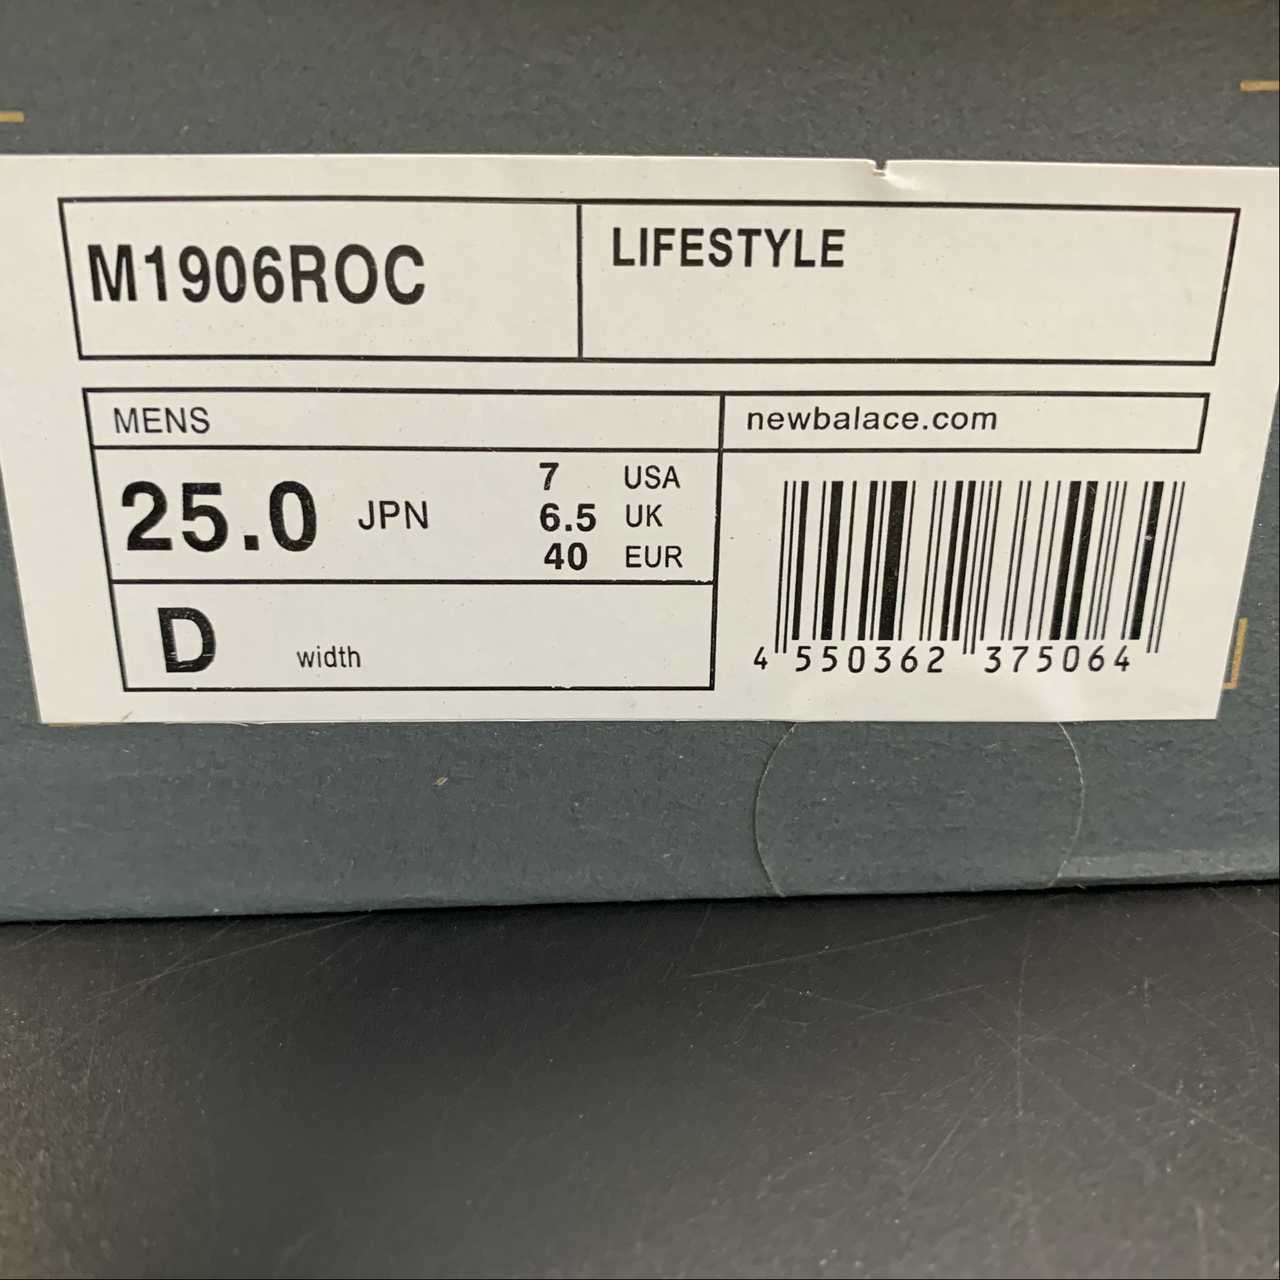 M1906ROC
LIFESTYLE
MENS
newbalace.com
25.0 JPN
7 USA
6.5 UK
40 EUR
D width
4 550362 375064